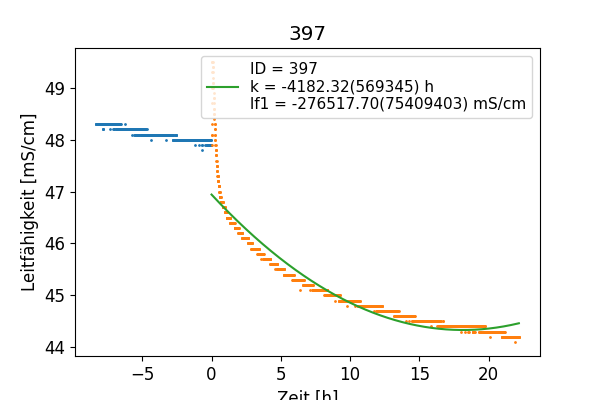 397
ID = 397
k = -4182.32(569345) h
lf1 = -276517.70(75409403) mS/cm
Leitfähigkeit [mS/cm]
49
48
47
46
45
44
−5
0
5
10
15
20
Zeit [h]